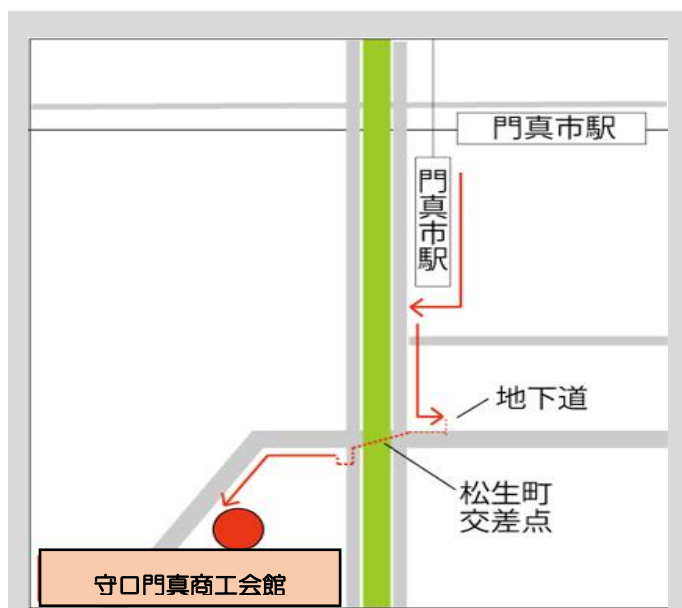 門真市駅
門真市駅
地下道
松生町
交差点
守口門真商工会館